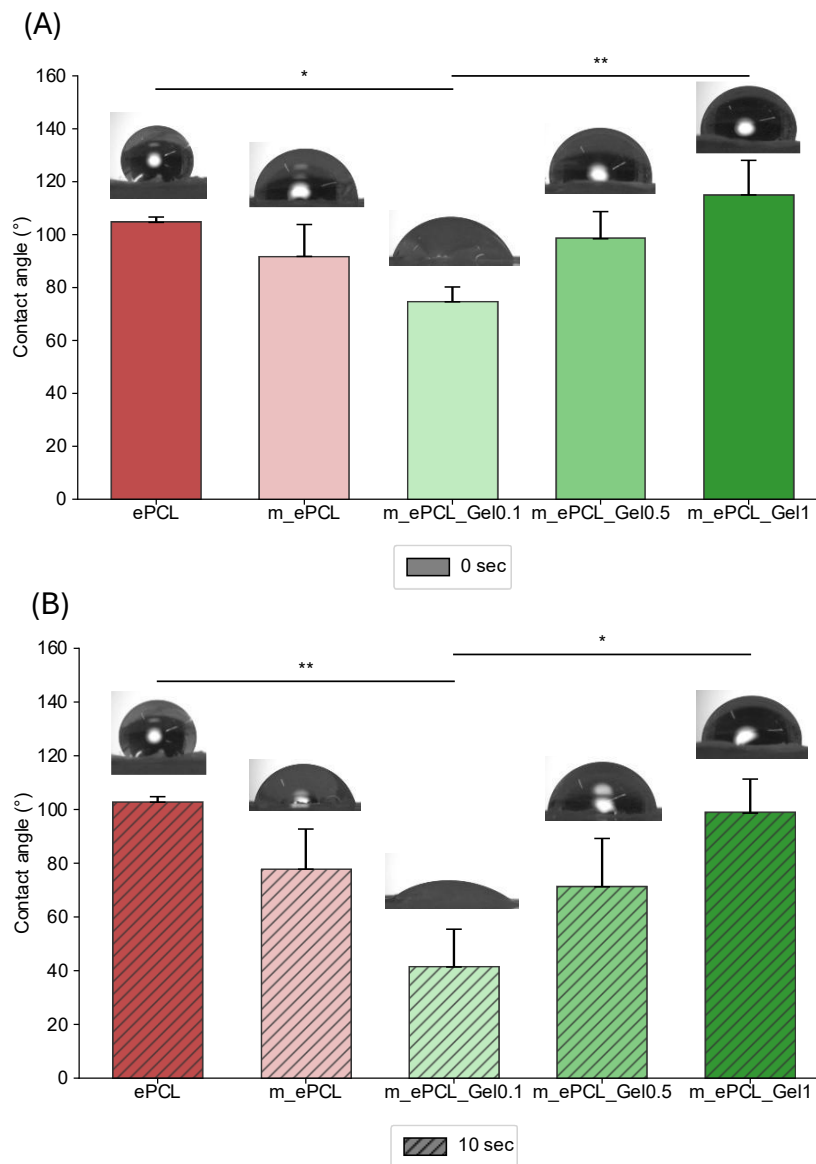 (A)
* **
160
140
120
100
80
60
40
20
0
Contact angle (°)
ePCL m_ePCL m_ePCL_Gel0.1 m_ePCL_Gel0.5 m_ePCL_Gel1
0 sec
(B)
** *
160
140
120
100
80
60
40
20
0
Contact angle (°)
ePCL m_ePCL m_ePCL_Gel0.1 m_ePCL_Gel0.5 m_ePCL_Gel1
10 sec